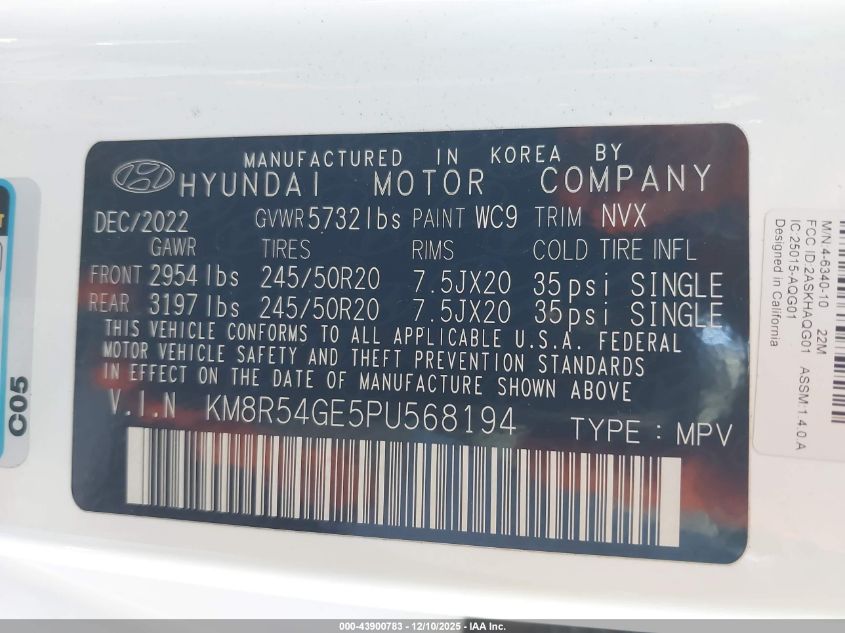 MANUFACTURED IN KOREA BY
HYUNDAI MOTOR COMPANY
DEC/2022 GVWR 5732 lbs PAINT WC9 TRIM NVX
GAWR TIRES RIMS COLD TIRE INFL
FRONT 2954 lbs 245/50R20 7.5JX20 35psi SINGLE
REAR 3197 lbs 245/50R20 7.5JX20 35psi SINGLE
THIS VEHICLE CONFORMS TO ALL APPLICABLE U.S.A. FEDERAL
MOTOR VEHICLE SAFETY AND THEFT PREVENTION STANDARDS
IN EFFECT ON THE DATE OF MANUFACTURE SHOWN ABOVE
V.I.N KM8R54GE5PU568194 TYPE : MPV
C05
M/N 4-6340-10 22M
FCC ID:2ASKHAQG01 ASSM:1.4.0.A
IC:25015-AQG01
Designed in California
000-43900783 - 12/10/2025 - IAA Inc.